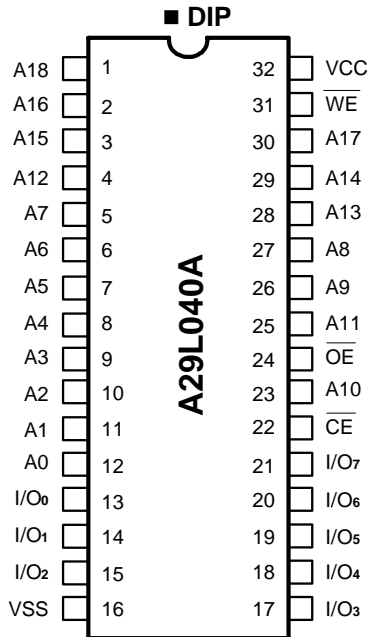 ■ DIP
A18 1 32 VCC
A16 2 31 W̅E̅
A15 3 30 A17
A12 4 29 A14
A7 5 28 A13
A6 6 27 A8
A5 7 26 A9
A4 8 25 A11
A3 9 24 O̅E̅
A2 10 23 A10
A1 11 22 C̅E̅
A0 12 21 I/O₇
I/O₀ 13 20 I/O₆
I/O₁ 14 19 I/O₅
I/O₂ 15 18 I/O₄
VSS 16 17 I/O₃
A29L040A